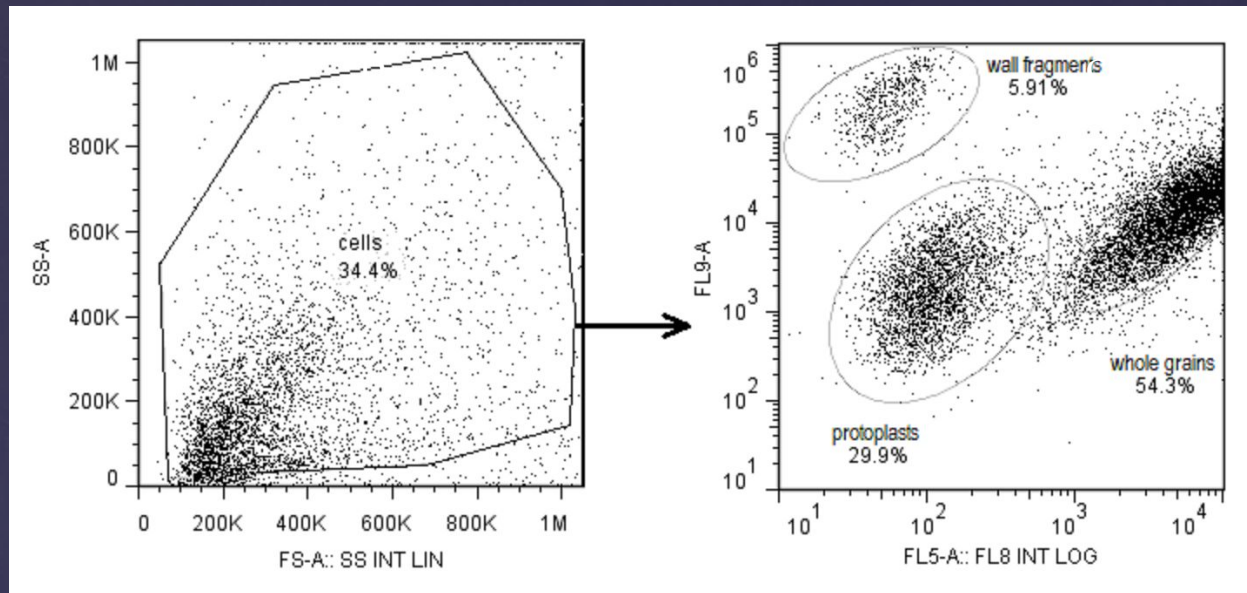 1M
800K
600K
400K
200K
0
SS-A
cells
34.4%
0 200K 400K 600K 800K 1M
FS-A:: SS INT LIN
10^6
10^5
10^4
10^3
10^2
10^1
FL9-A
wall fragments
5.91%
whole grains
54.3%
protoplasts
29.9%
10^1 10^2 10^3 10^4
FL5-A:: FL8 INT LOG